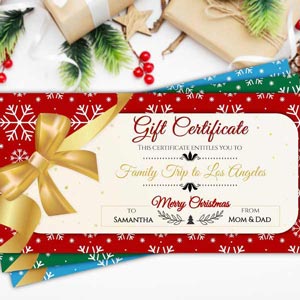 Gift Certificate
THIS CERTIFICATE ENTITLES YOU TO
Family Trip to Los Angeles
Merry Christmas
TO
SAMANTHA
FROM
MOM & DAD